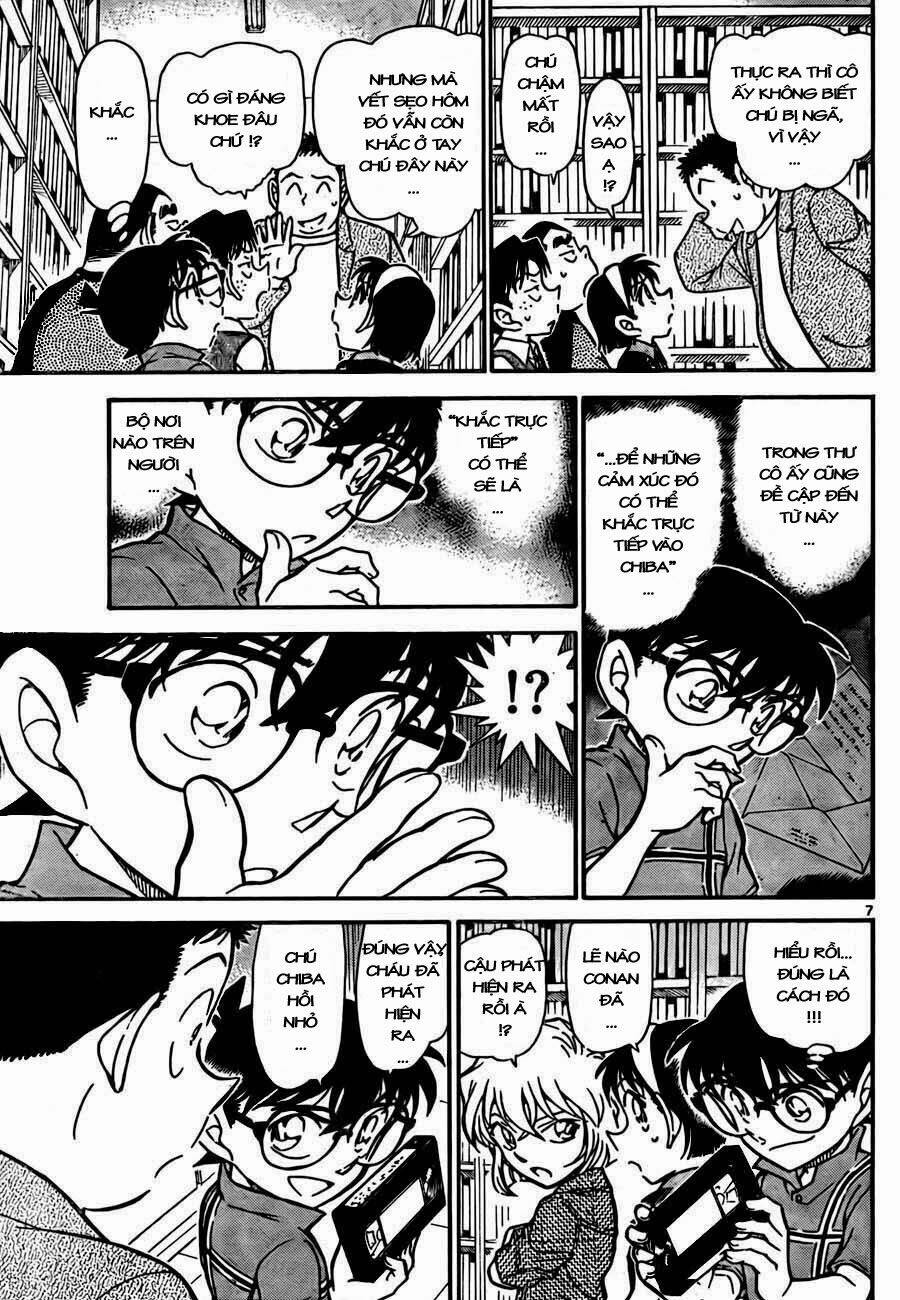 THỰC RA THÌ CÔ
ẤY KHÔNG BIẾT
CHÚ BỊ NGÃ,
VÌ VẬY
...
VẬY
SAO
Ạ
!?
CHÚ
CHẬM
MẤT
RỒI
...
NHƯNG MÀ
VẾT SẸO HÔM
ĐÓ VẪN CÒN
KHẮC Ở TAY
CHÚ ĐÂY NÀY
...
CÓ GÌ ĐÁNG
KHOE ĐÂU
CHỨ !?
KHẮC
...
TRONG THƯ
CÔ ẤY CŨNG
ĐỀ CẬP ĐẾN
TỪ NÀY
...
“...ĐỂ NHỮNG
CẢM XÚC ĐÓ
CÓ THỂ
KHẮC TRỰC
TIẾP VÀO
CHIBA”
...
“KHẮC TRỰC
TIẾP”
CÓ THỂ
SẼ LÀ
...
BỘ NƠI
NÀO TRÊN
NGƯỜI
...
!?
7
HIỂU RỒI...
ĐÚNG LÀ
CÁCH ĐÓ
!!!
LẼ NÀO
CONAN
ĐÃ
...
CẬU PHÁT
HIỆN RA
RỒI À
!?
ĐÚNG VẬY,
CHÁU ĐÃ
PHÁT
HIỆN
RA
...
CHÚ
CHIBA
HỒI
NHỎ
...